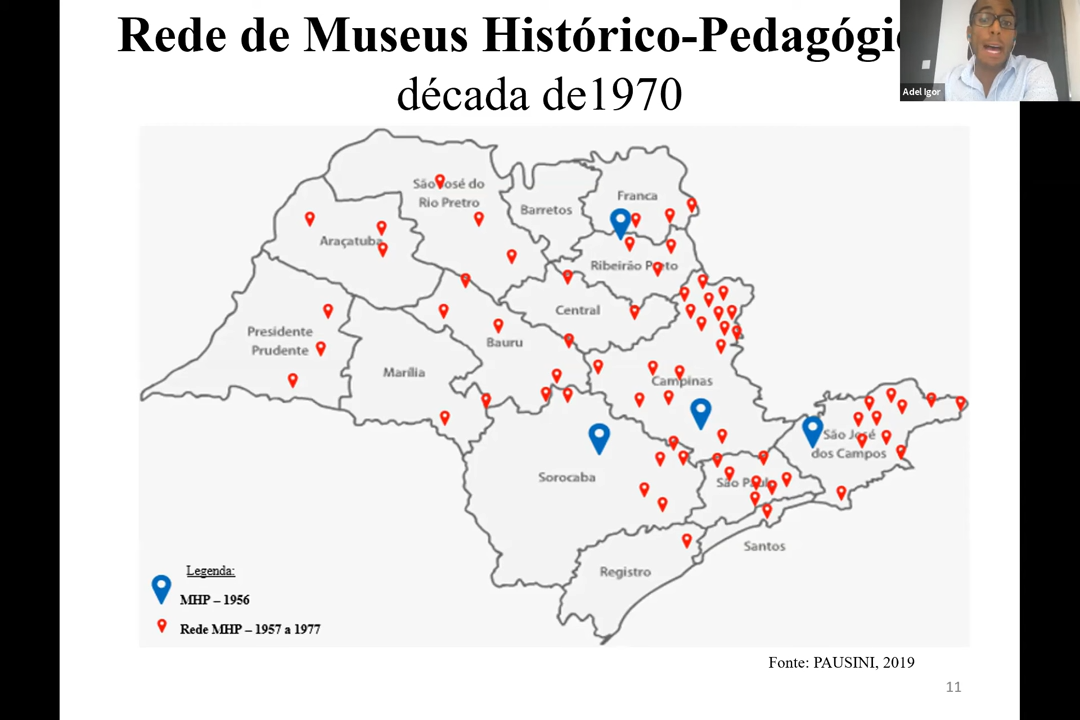 Rede de Museus Histórico-Pedagógi
década de1970
Adel Igor
São José do
Rio Pretro
Franca
Barretos
Araçatuba
Ribeirão Preto
Central
Presidente
Prudente
Bauru
Marília
Campinas
São José
dos Campos
Sorocaba
São Paulo
Santos
Registro
Legenda:
MHP – 1956
Rede MHP – 1957 a 1977
Fonte: PAUSINI, 2019
11